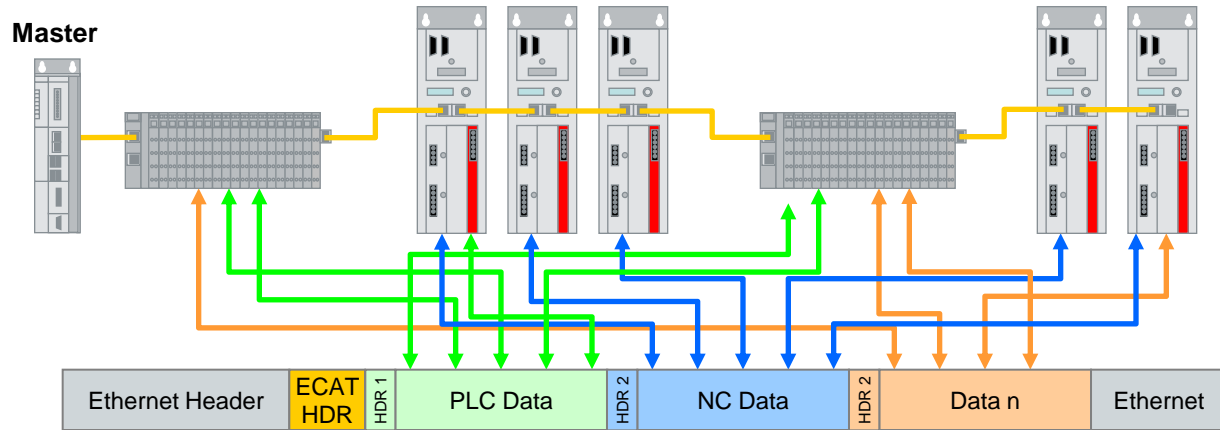 Master
Ethernet Header
ECAT
HDR
HDR 1
PLC Data
HDR 2
NC Data
HDR 2
Data n
Ethernet